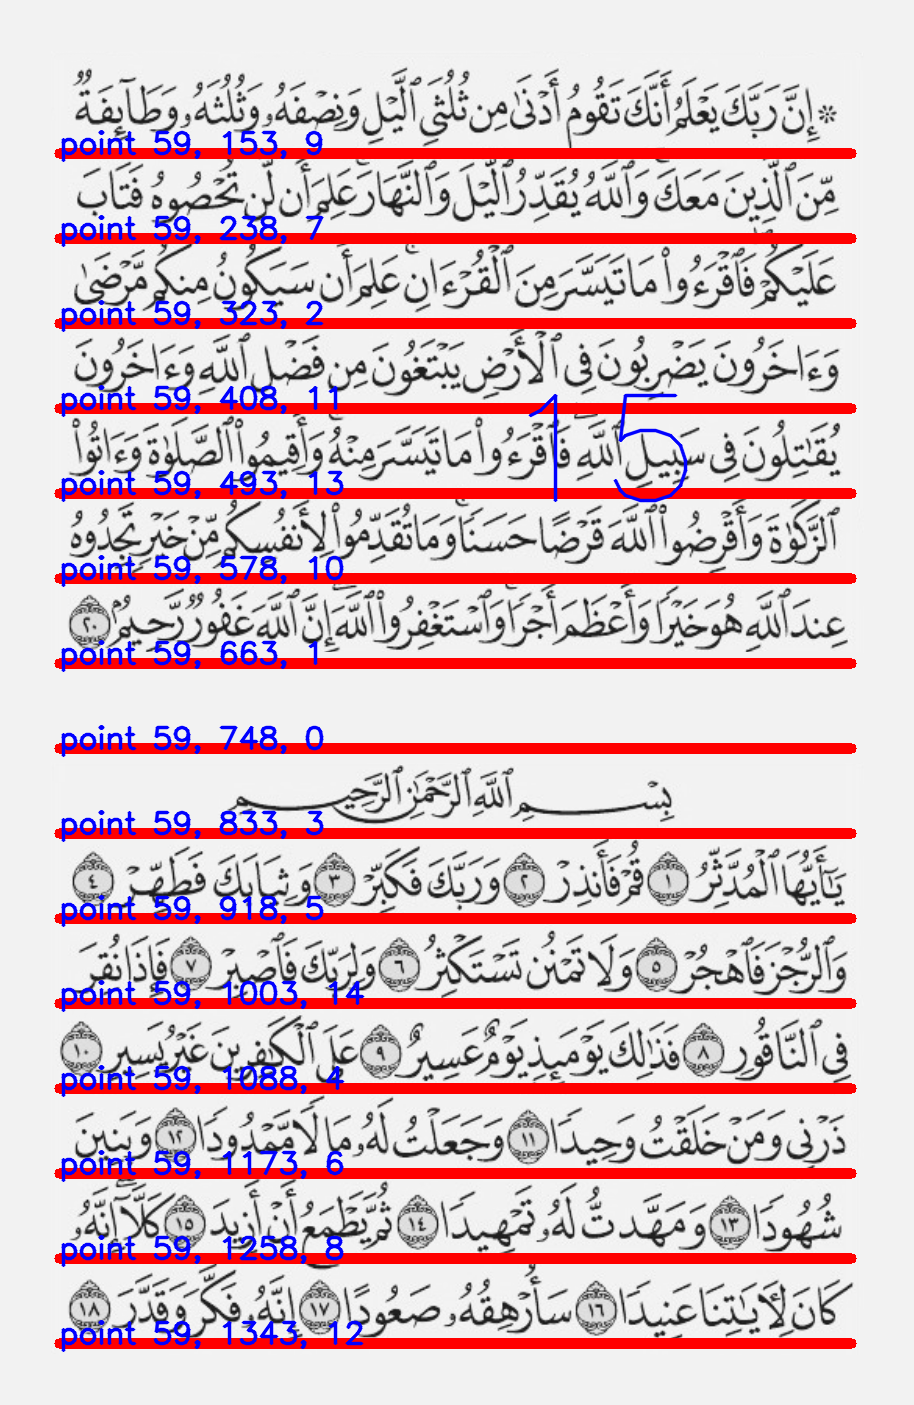 ۞ إِنَّ رَبَّكَ يَعْلَمُ أَنَّكَ تَقُومُ أَدْنَىٰ مِن ثُلُثَىِ ٱلَّيْلِ وَنِصْفَهُۥ وَثُلُثَهُۥ وَطَآئِفَةٌ
point 59, 153, 9
مِّنَ ٱلَّذِينَ مَعَكَ ۚ وَٱللَّهُ يُقَدِّرُ ٱلَّيْلَ وَٱلنَّهَارَ ۚ عَلِمَ أَن لَّن تُحْصُوهُ فَتَابَ
point 59, 238, 7
عَلَيْكُمْ ۖ فَٱقْرَءُوا۟ مَا تَيَسَّرَ مِنَ ٱلْقُرْءَانِ ۚ عَلِمَ أَن سَيَكُونُ مِنكُم مَّرْضَىٰ
point 59, 323, 2
وَءَاخَرُونَ يَضْرِبُونَ فِى ٱلْأَرْضِ يَبْتَغُونَ مِن فَضْلِ ٱللَّهِ وَءَاخَرُونَ
point 59, 408, 11
15
يُقَٰتِلُونَ فِى سَبِيلِ ٱللَّهِ ۖ فَٱقْرَءُوا۟ مَا تَيَسَّرَ مِنْهُ ۚ وَأَقِيمُوا۟ ٱلصَّلَوٰةَ وَءَاتُوا۟
point 59, 493, 13
ٱلزَّكَوٰةَ وَأَقْرِضُوا۟ ٱللَّهَ قَرْضًا حَسَنًا ۚ وَمَا تُقَدِّمُوا۟ لِأَنفُسِكُم مِّنْ خَيْرٍ تَجِدُوهُ
point 59, 578, 10
عِندَ ٱللَّهِ هُوَ خَيْرًا وَأَعْظَمَ أَجْرًا ۚ وَٱسْتَغْفِرُوا۟ ٱللَّهَ ۖ إِنَّ ٱللَّهَ غَفُورٌ رَّحِيمٌۢ ٢٠
point 59, 663, 1
point 59, 748, 0
بِسْمِ ٱللَّهِ ٱلرَّحْمَٰنِ ٱلرَّحِيمِ
point 59, 833, 3
يَٰٓأَيُّهَا ٱلْمُدَّثِّرُ ١ قُمْ فَأَنذِرْ ٢ وَرَبَّكَ فَكَبِّرْ ٣ وَثِيَابَكَ فَطَهِّرْ ٤
point 59, 918, 5
وَٱلرُّجْزَ فَٱهْجُرْ ٥ وَلَا تَمْنُن تَسْتَكْثِرُ ٦ وَلِرَبِّكَ فَٱصْبِرْ ٧ فَإِذَا نُقِرَ
point 59, 1003, 14
فِى ٱلنَّاقُورِ ٨ فَذَٰلِكَ يَوْمَئِذٍ يَوْمٌ عَسِيرٌ ٩ عَلَى ٱلْكَٰفِرِينَ غَيْرُ يَسِيرٍ ١٠
point 59, 1088, 4
ذَرْنِى وَمَنْ خَلَقْتُ وَحِيدًا ١١ وَجَعَلْتُ لَهُۥ مَالًا مَّمْدُودًا ١٢ وَبَنِينَ
point 59, 1173, 6
شُهُودًا ١٣ وَمَهَّدتُّ لَهُۥ تَمْهِيدًا ١٤ ثُمَّ يَطْمَعُ أَنْ أَزِيدَ ١٥ كَلَّآ ۖ إِنَّهُۥ
point 59, 1258, 8
كَانَ لِـَٔايَٰتِنَا عَنِيدًا ١٦ سَأُرْهِقُهُۥ صَعُودًا ١٧ إِنَّهُۥ فَكَّرَ وَقَدَّرَ ١٨
point 59, 1343, 12